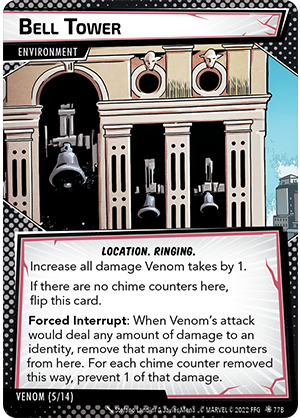 BELL TOWER
ENVIRONMENT
LOCATION. RINGING.
Increase all damage Venom takes by 1.
If there are no chime counters here,
flip this card.
Forced Interrupt: When Venom's attack
would deal any amount of damage to an
identity, remove that many chime
counters from here. For each chime
counter removed this way, prevent 1 of
that damage.
VENOM (5/14)
© MARVEL © 2022 FFG 77B